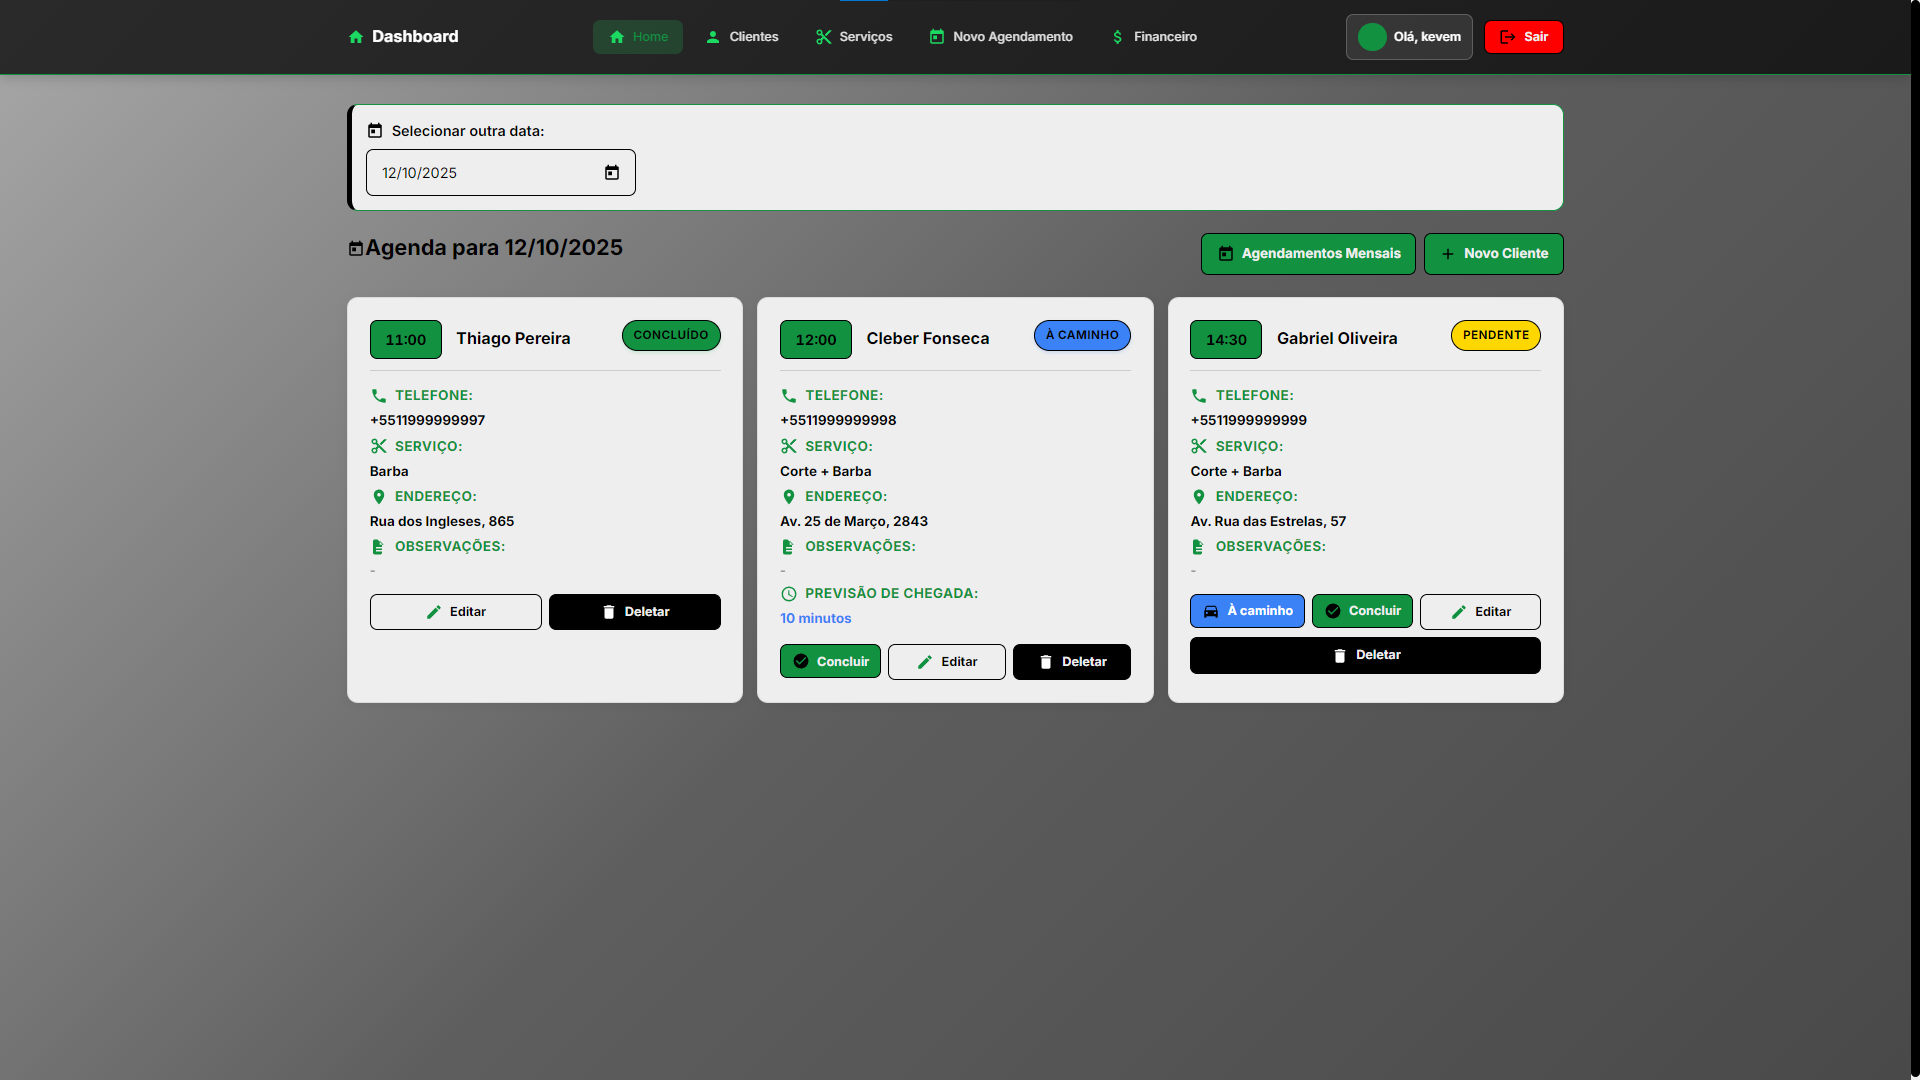 Dashboard
Home
Clientes
Serviços
Novo Agendamento
Financeiro
Olá, kevem
Sair
Selecionar outra data:
12/10/2025
Agenda para 12/10/2025
Agendamentos Mensais
Novo Cliente
11:00
Thiago Pereira
CONCLUÍDO
TELEFONE:
+5511999999997
SERVIÇO:
Barba
ENDEREÇO:
Rua dos Ingleses, 865
OBSERVAÇÕES:
-
Editar
Deletar
12:00
Cleber Fonseca
À CAMINHO
TELEFONE:
+5511999999998
SERVIÇO:
Corte + Barba
ENDEREÇO:
Av. 25 de Março, 2843
OBSERVAÇÕES:
-
PREVISÃO DE CHEGADA:
10 minutos
Concluir
Editar
Deletar
14:30
Gabriel Oliveira
PENDENTE
TELEFONE:
+5511999999999
SERVIÇO:
Corte + Barba
ENDEREÇO:
Av. Rua das Estrelas, 57
OBSERVAÇÕES:
-
À caminho
Concluir
Editar
Deletar